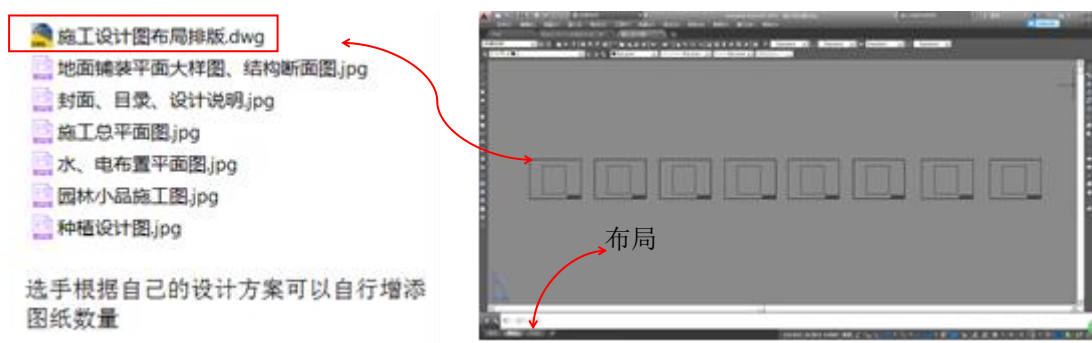 施工设计图布局排版.dwg
地面铺装平面大样图、结构断面图.jpg
封面、目录、设计说明.jpg
施工总平面图.jpg
水、电布置平面图.jpg
园林小品施工图.jpg
种植设计图.jpg
选手根据自己的设计方案可以自行增添
图纸数量
布局